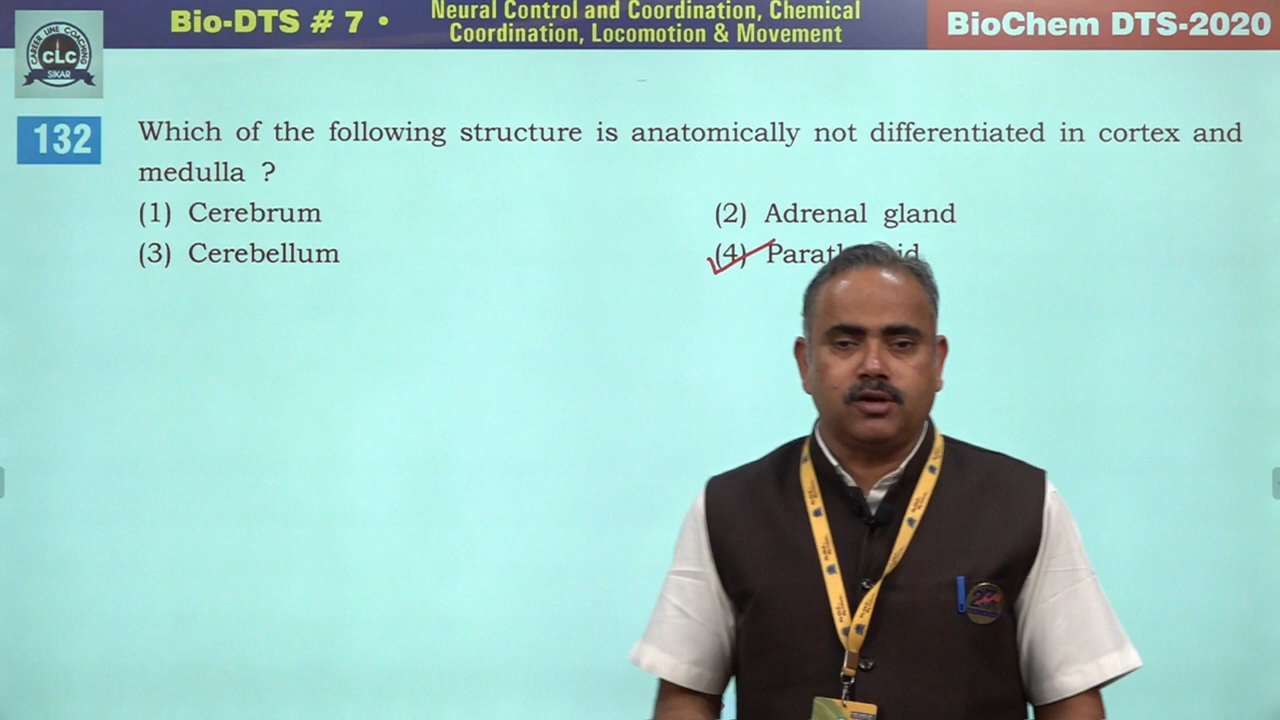 Bio-DTS # 7 •
Neural Control and Coordination, Chemical
Coordination, Locomotion & Movement
BioChem DTS-2020
CAREER LINE COACHING
CLC
SIKAR
132
Which of the following structure is anatomically not differentiated in cortex and
medulla ?
(1) Cerebrum
(2) Adrenal gland
(3) Cerebellum
(4)